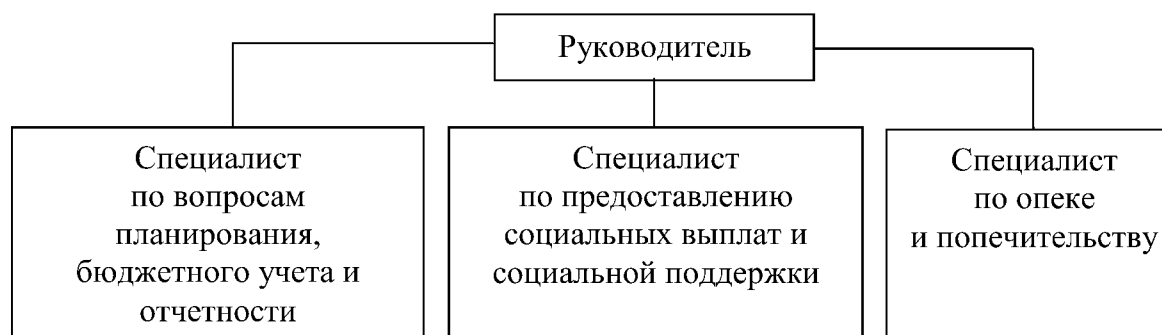 Руководитель
Специалист
по вопросам
планирования,
бюджетного учета и
отчетности
Специалист
по предоставлению
социальных выплат и
социальной поддержки
Специалист
по опеке
и попечительству